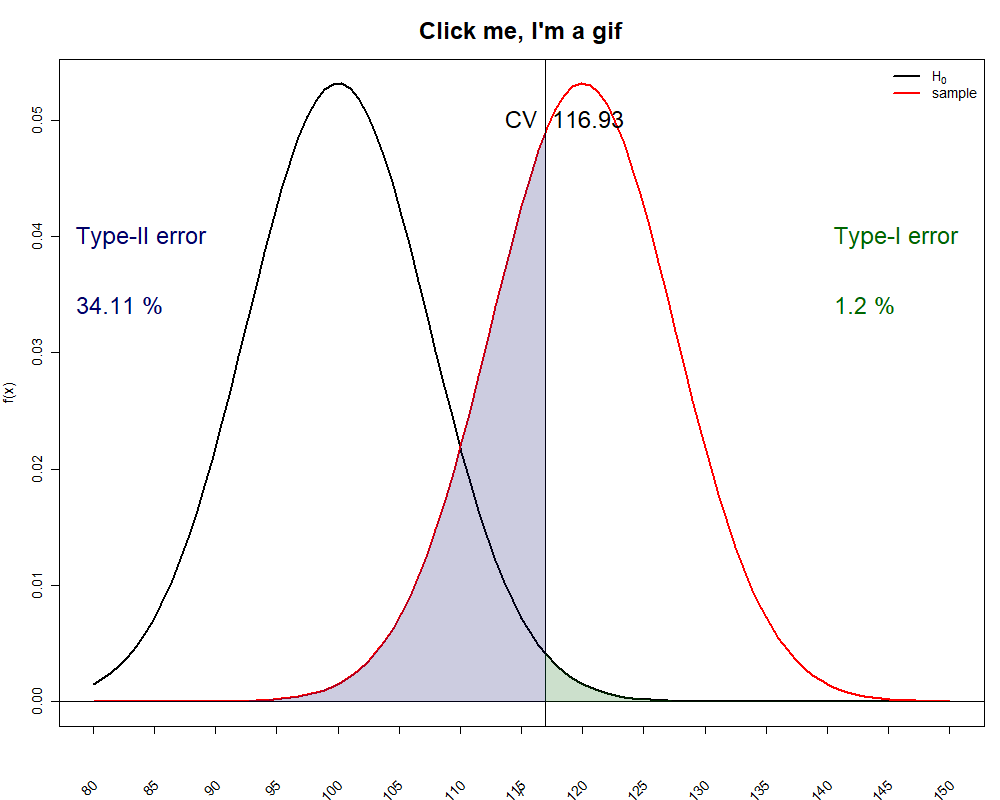 Click me, I'm a gif
H0
sample
CV 116.93
Type-II error
34.11 %
Type-I error
1.2 %
f(x)
0.05
0.04
0.03
0.02
0.01
0.00
80 85 90 95 100 105 110 115 120 125 130 135 140 145 150